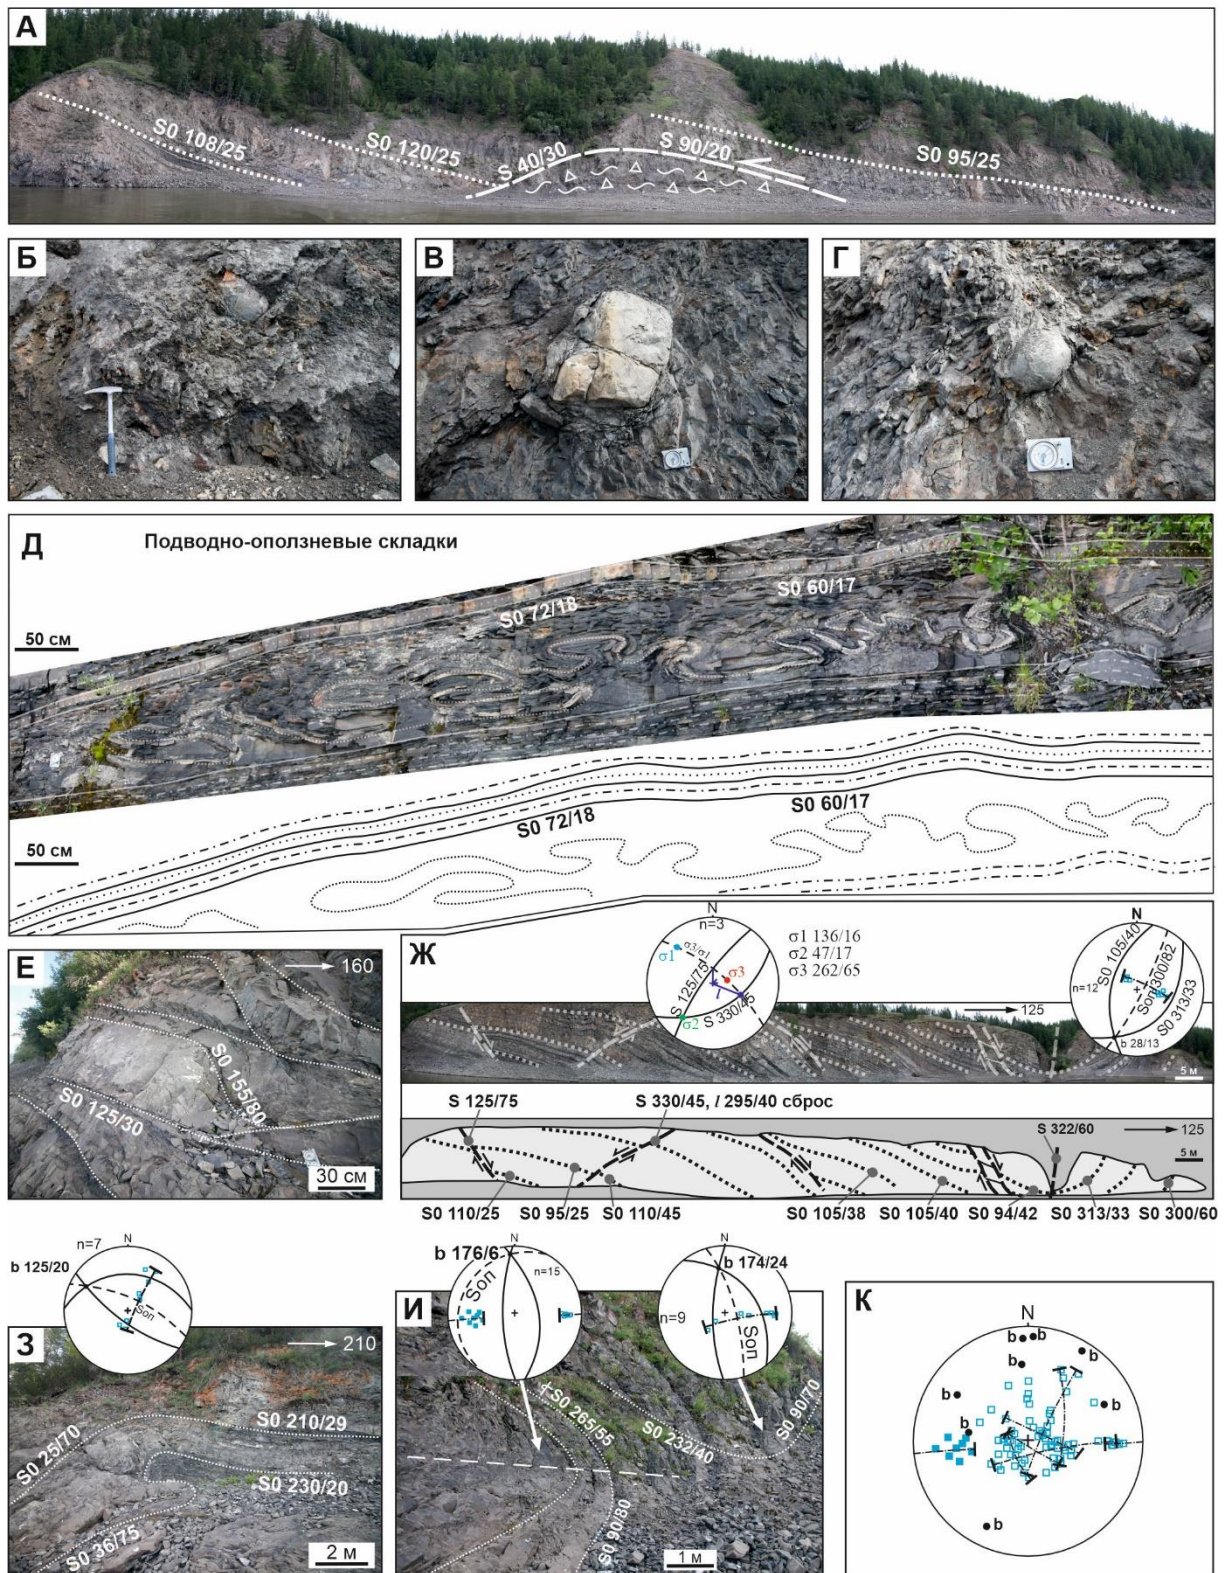 А
S0 108/25
S0 120/25
S 40/30
S 90/20
S0 95/25
Б
В
Г
Д
Подводно-оползневые складки
S0 72/18
S0 60/17
50 см
S0 72/18
S0 60/17
50 см
Е
160
S0 155/80
S0 125/30
30 см
Ж
N
n=3
σ1
σ3/σ1
σ3
S 125/75
S 330/45
l
σ2
σ1 136/16
σ2 47/17
σ3 262/65
N
S0 105/40
n=12
Son 300/82
S0 313/33
b 28/13
125
5 м
S 125/75
S 330/45, l 295/40 сброс
S 322/60
125
5 м
S0 110/25
S0 95/25
S0 110/45
S0 105/38
S0 105/40
S0 94/42
S0 313/33
S0 300/60
З
n=7
N
b 125/20
Son
210
S0 25/70
S0 210/29
S0 230/20
S0 36/75
2 м
И
N
b 176/6
Son
n=15
N
b 174/24
n=9
Son
S0 265/55
S0 232/40
S0 90/70
S0 90/80
1 м
К
N
b
b
b
b
b
b
b
b